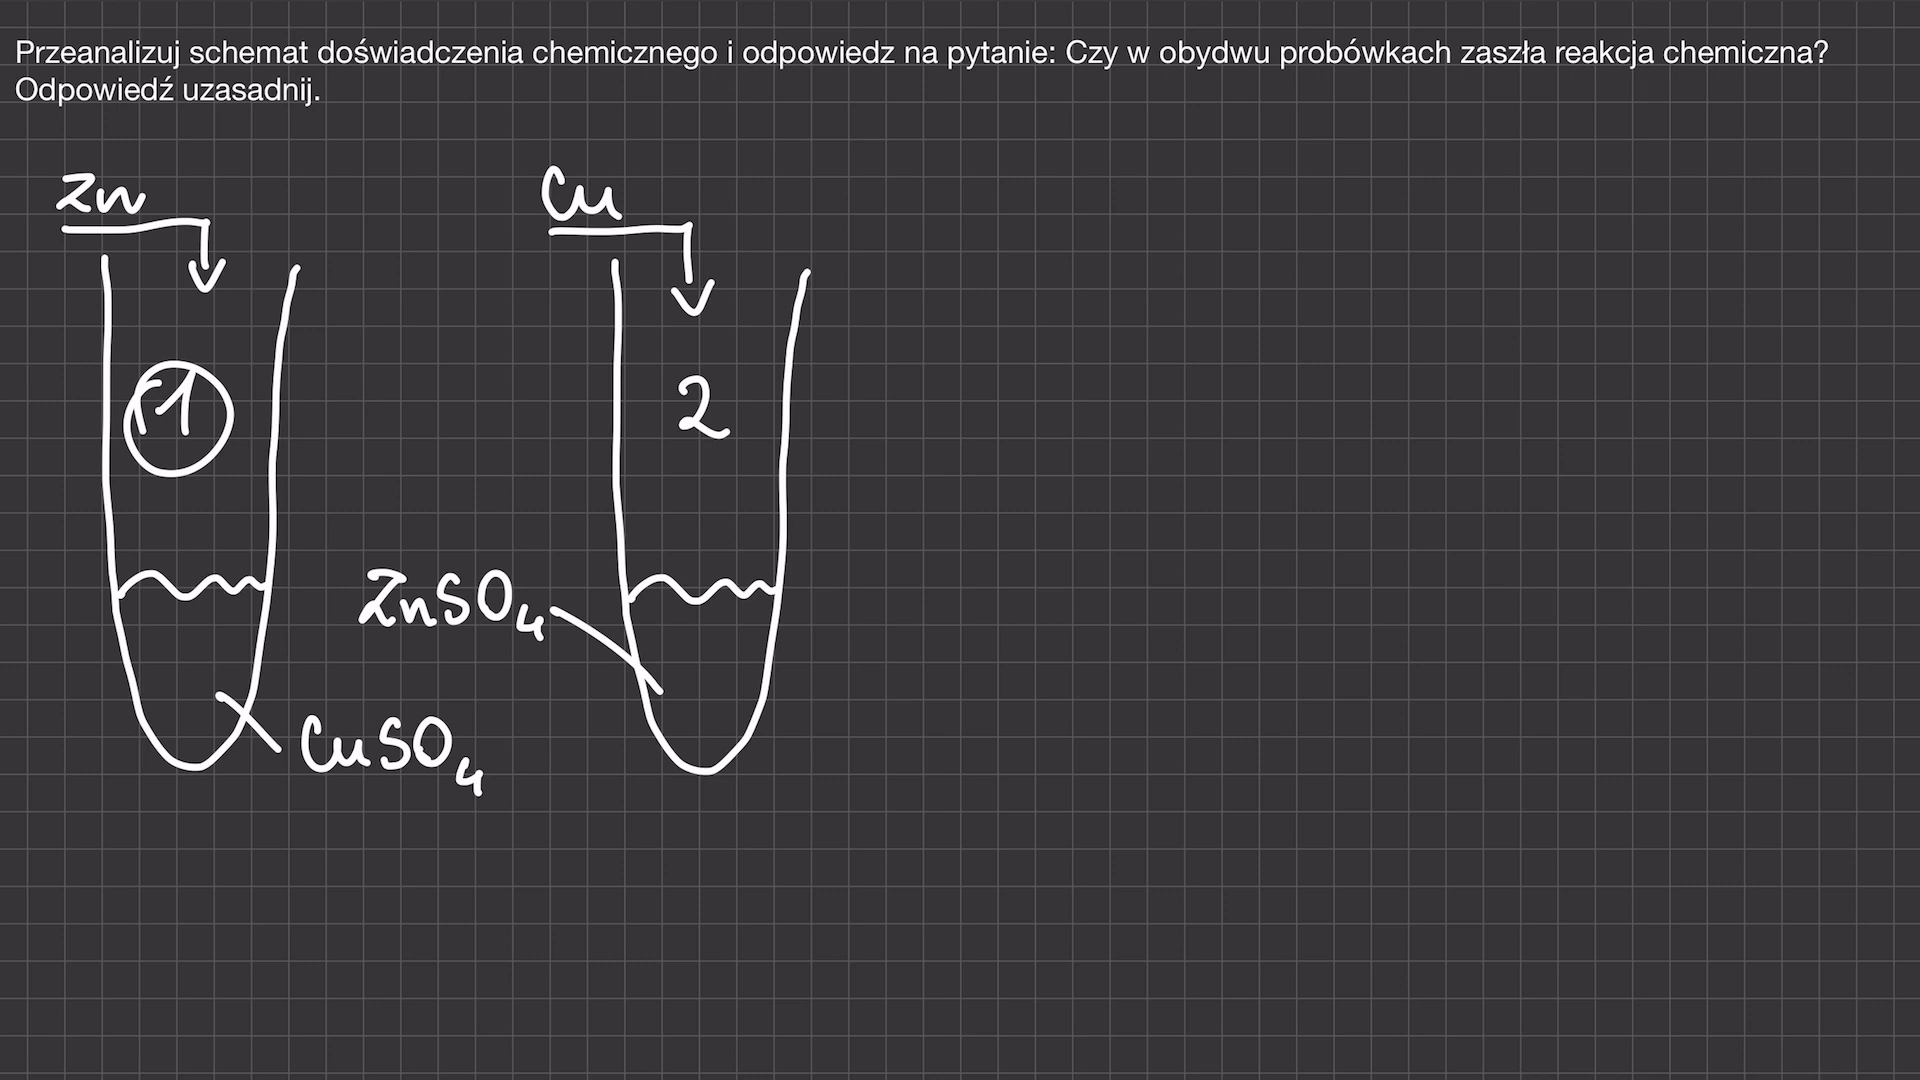 Przeanalizuj schemat doświadczenia chemicznego i odpowiedz na pytanie: Czy w obydwu probówkach zaszła reakcja chemiczna?
Odpowiedź uzasadnij.
Zn
Cu
1
2
ZnSO₄
CuSO₄